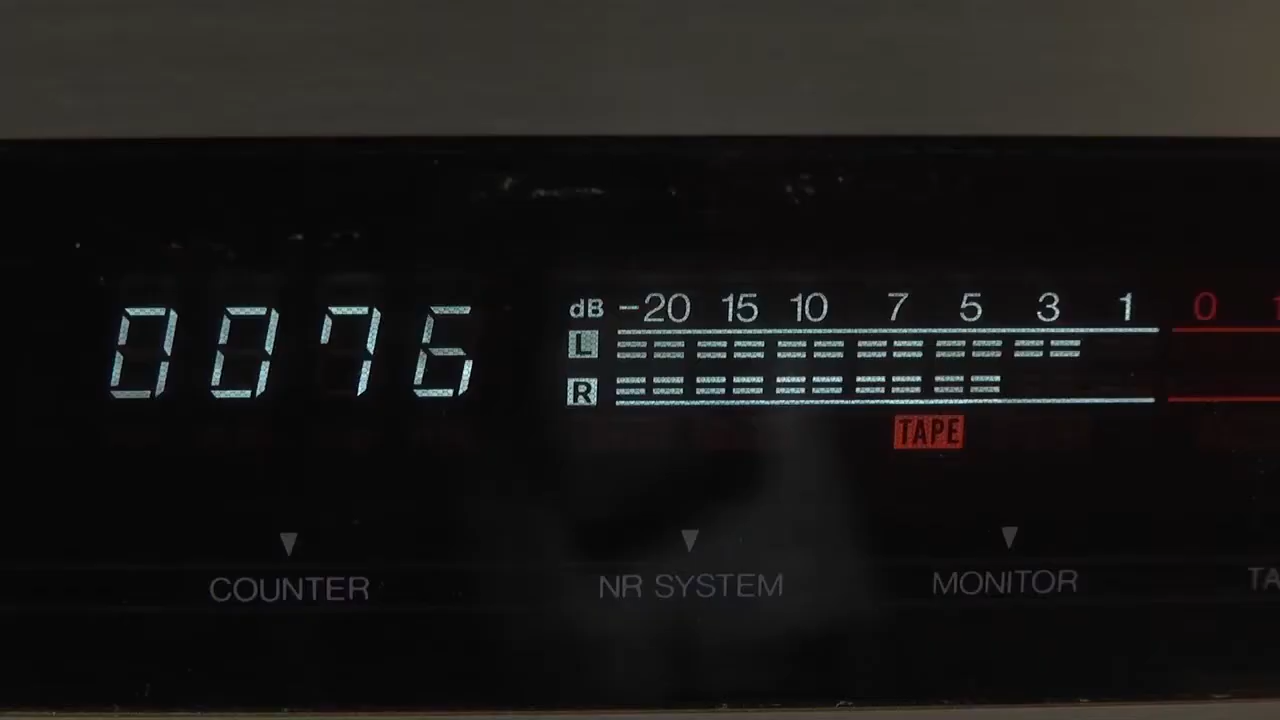 0076
dB -20 15 10 7 5 3 1 0
L
R
TAPE
COUNTER NR SYSTEM MONITOR